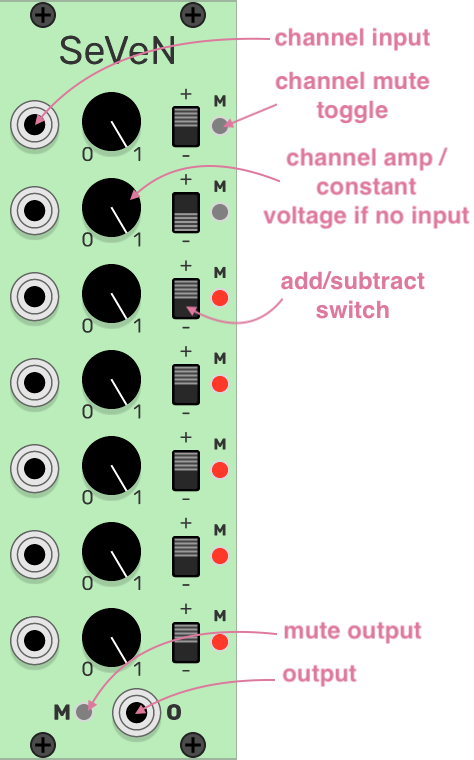 SeVeN
channel input
channel mute
toggle
+
M
0 1
-
channel amp /
constant
voltage if no input
+
M
0 1
-
add/subtract
switch
+
M
0 1
-
+
M
0 1
-
+
M
0 1
-
+
M
0 1
-
+
M
0 1
-
mute output
output
M O